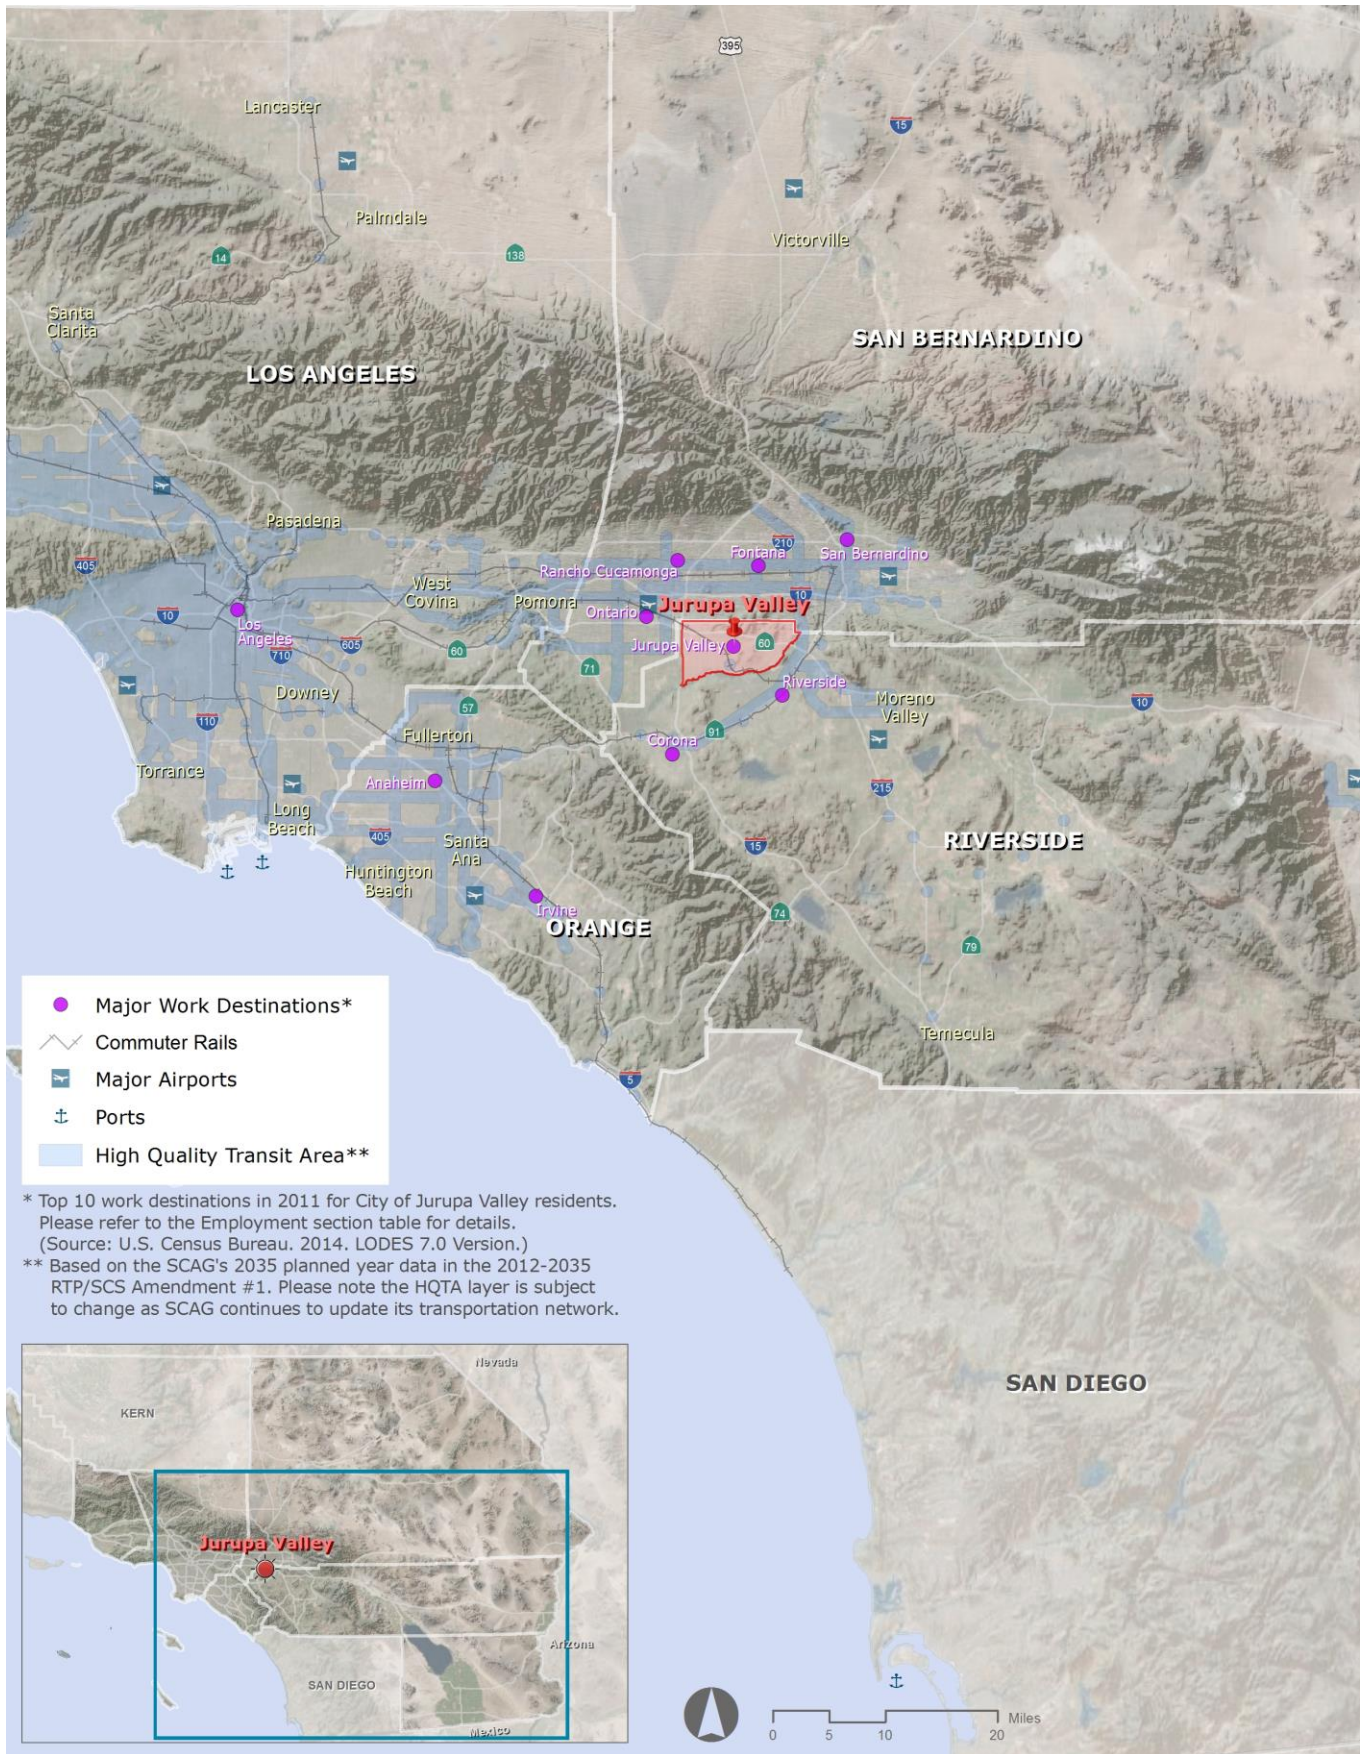 395
Lancaster
15
Palmdale
Victorville
14
138
Santa
Clarita
SAN BERNARDINO
LOS ANGELES
Pasadena
405
210
Fontana
San Bernardino
Rancho Cucamonga
West
Covina
Pomona
10
Jurupa Valley
Ontario
10
Los
Angeles
605
710
60
Jurupa Valley
60
71
Riverside
Downey
Moreno
Valley
10
57
110
Fullerton
91
Corona
Torrance
Anaheim
215
Long
Beach
405
Santa
Ana
15
RIVERSIDE
Huntington
Beach
Irvine
74
ORANGE
79
Temecula
5
Major Work Destinations*
Commuter Rails
Major Airports
Ports
High Quality Transit Area**
* Top 10 work destinations in 2011 for City of Jurupa Valley residents.
Please refer to the Employment section table for details.
(Source: U.S. Census Bureau. 2014. LODES 7.0 Version.)
** Based on the SCAG's 2035 planned year data in the 2012-2035
RTP/SCS Amendment #1. Please note the HQTA layer is subject
to change as SCAG continues to update its transportation network.
SAN DIEGO
Nevada
KERN
Jurupa Valley
Arizona
SAN DIEGO
Mexico
Miles
0 5 10 20